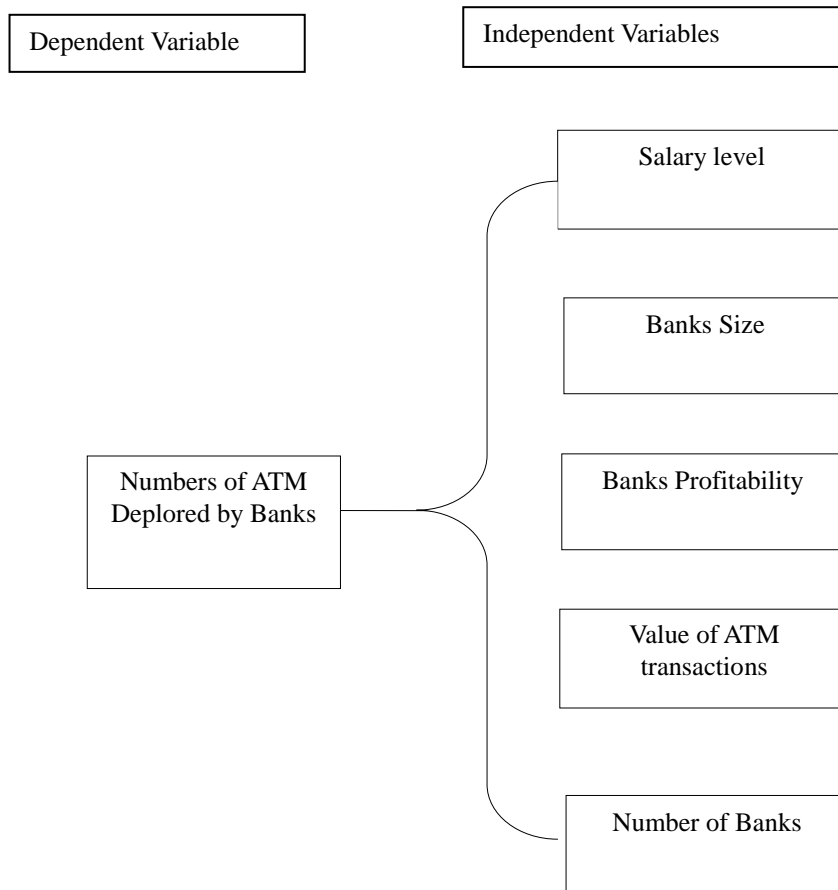 Dependent Variable
Independent Variables
Salary level
Banks Size
Numbers of ATM
Deplored by Banks
Banks Profitability
Value of ATM
transactions
Number of Banks